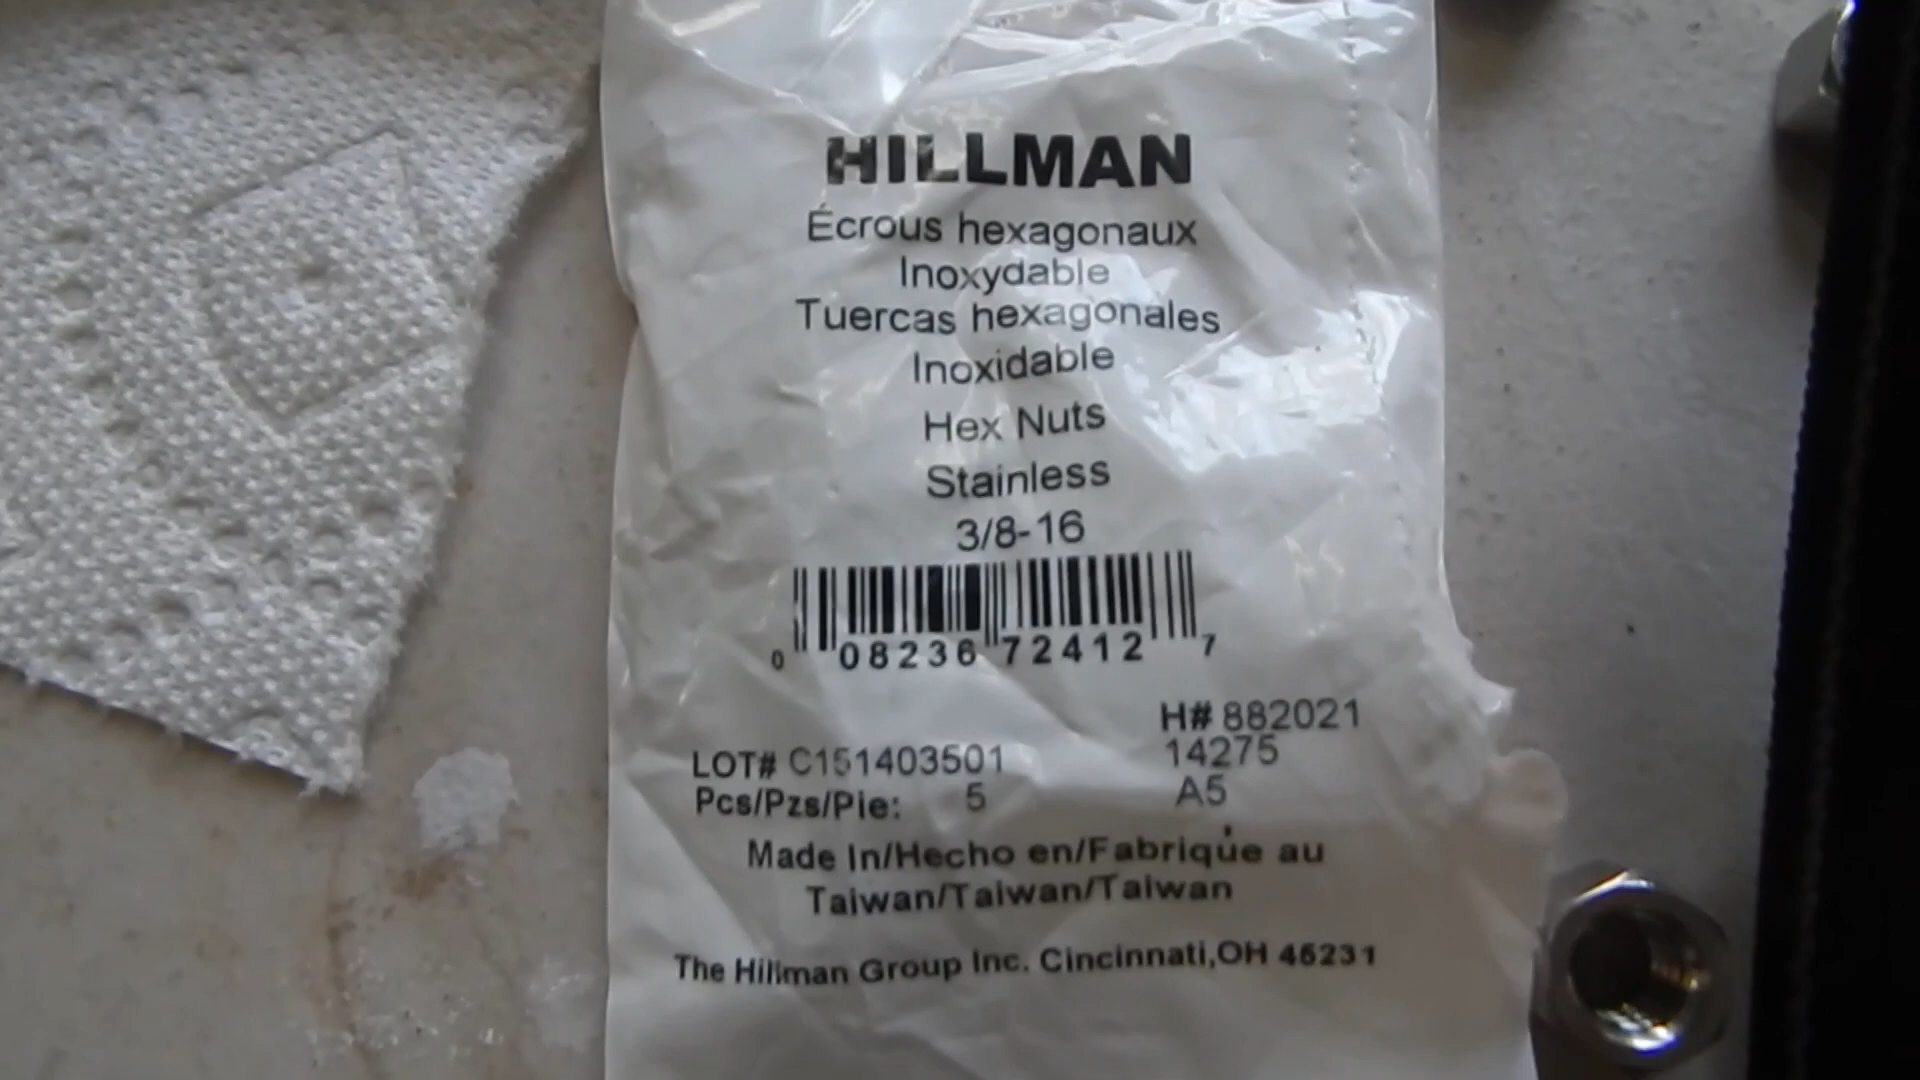 HILLMAN
Écrous hexagonaux
Inoxydable
Tuercas hexagonales
Inoxidable
Hex Nuts
Stainless
3/8-16
0 08236 72412 7
H# 882021
LOT# C151403501 14275
Pcs/Pzs/Pie: 5 A5
Made In/Hecho en/Fabriqúe au
Taiwan/Taiwan/Taiwan
The Hillman Group Inc. Cincinnati,OH 45231